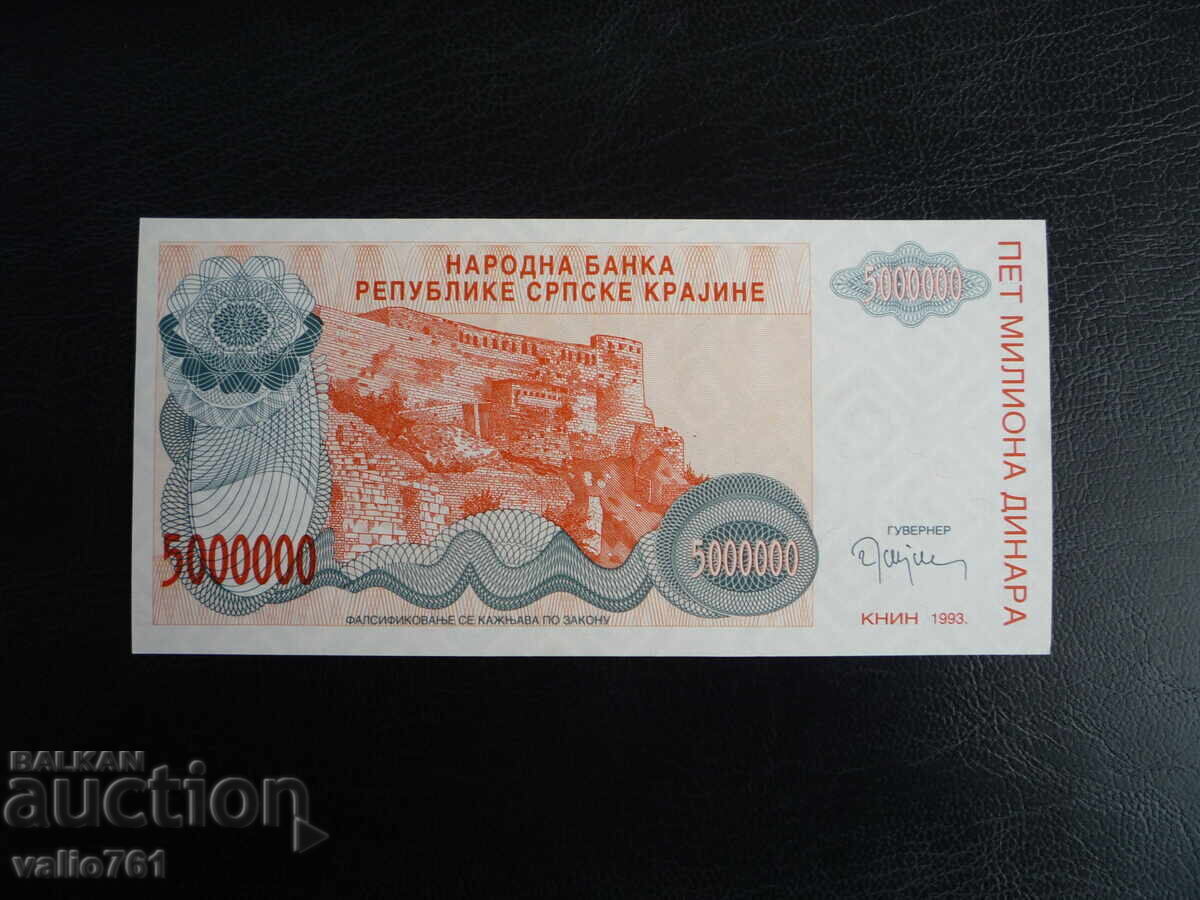 НАРОДНА БАНКА
РЕПУБЛИКЕ СРПСКЕ КРАЈИНЕ
5000000
ПЕТ МИЛИОНА ДИНАРА
5000000
5000000
ГУВЕРНЕР
КНИН 1993.
ФАЛСИФИКОВАЊЕ СЕ КАЖЊАВА ПО ЗАКОНУ
BALKAN
auction
valio761